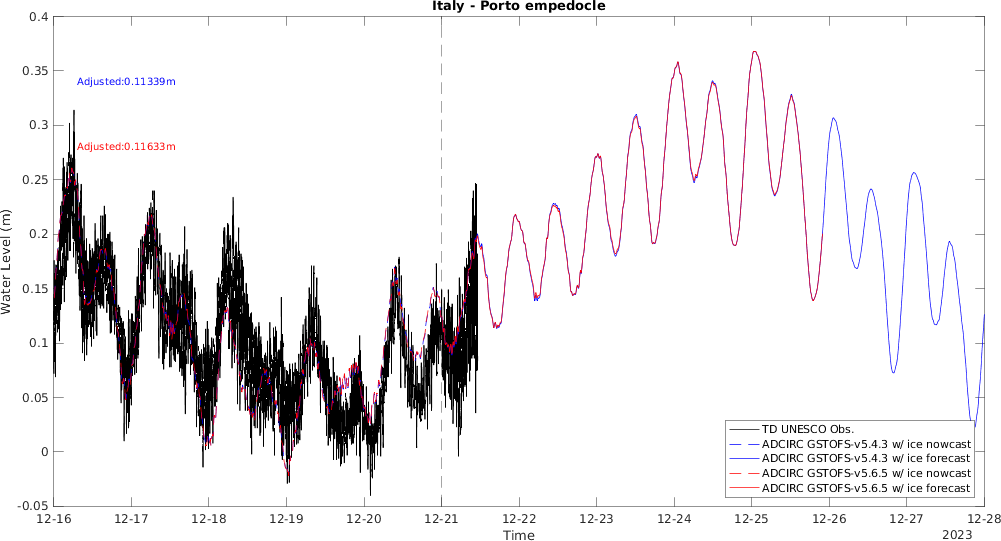 Italy - Porto empedocle
Water Level (m)
0.4
0.35
0.3
0.25
0.2
0.15
0.1
0.05
0
-0.05
Adjusted:0.11339m
Adjusted:0.11633m
TD UNESCO Obs.
ADCIRC GSTOFS-v5.4.3 w/ ice nowcast
ADCIRC GSTOFS-v5.4.3 w/ ice forecast
ADCIRC GSTOFS-v5.6.5 w/ ice nowcast
ADCIRC GSTOFS-v5.6.5 w/ ice forecast
12-16 12-17 12-18 12-19 12-20 12-21 12-22 12-23 12-24 12-25 12-26 12-27 12-28
Time
2023